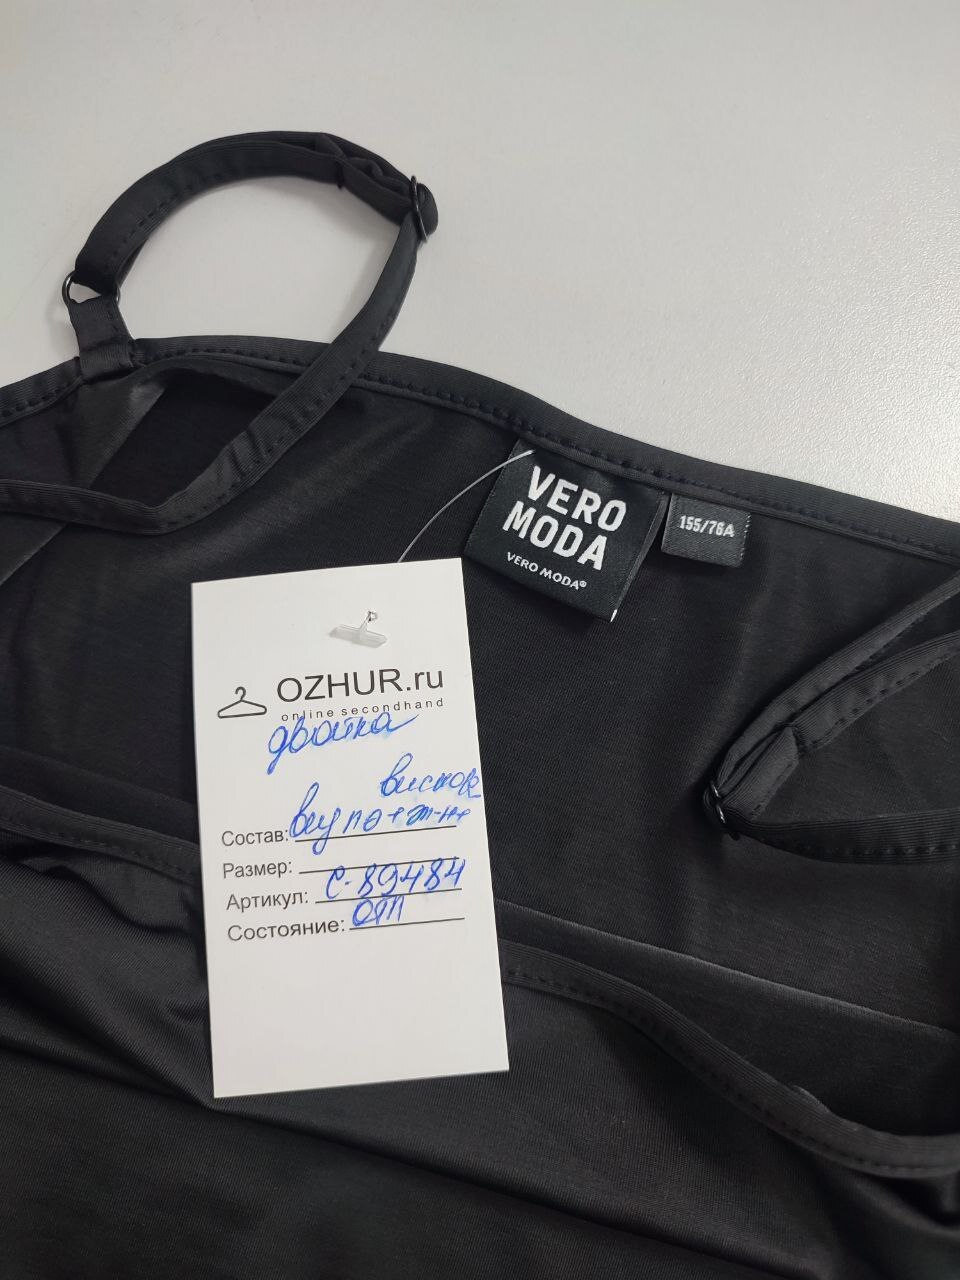 VERO
MODA
VERO MODA®
155/76A
OZHUR.ru
online secondhand
двойка
Состав:
Размер:
Артикул: С-89484
Состояние: